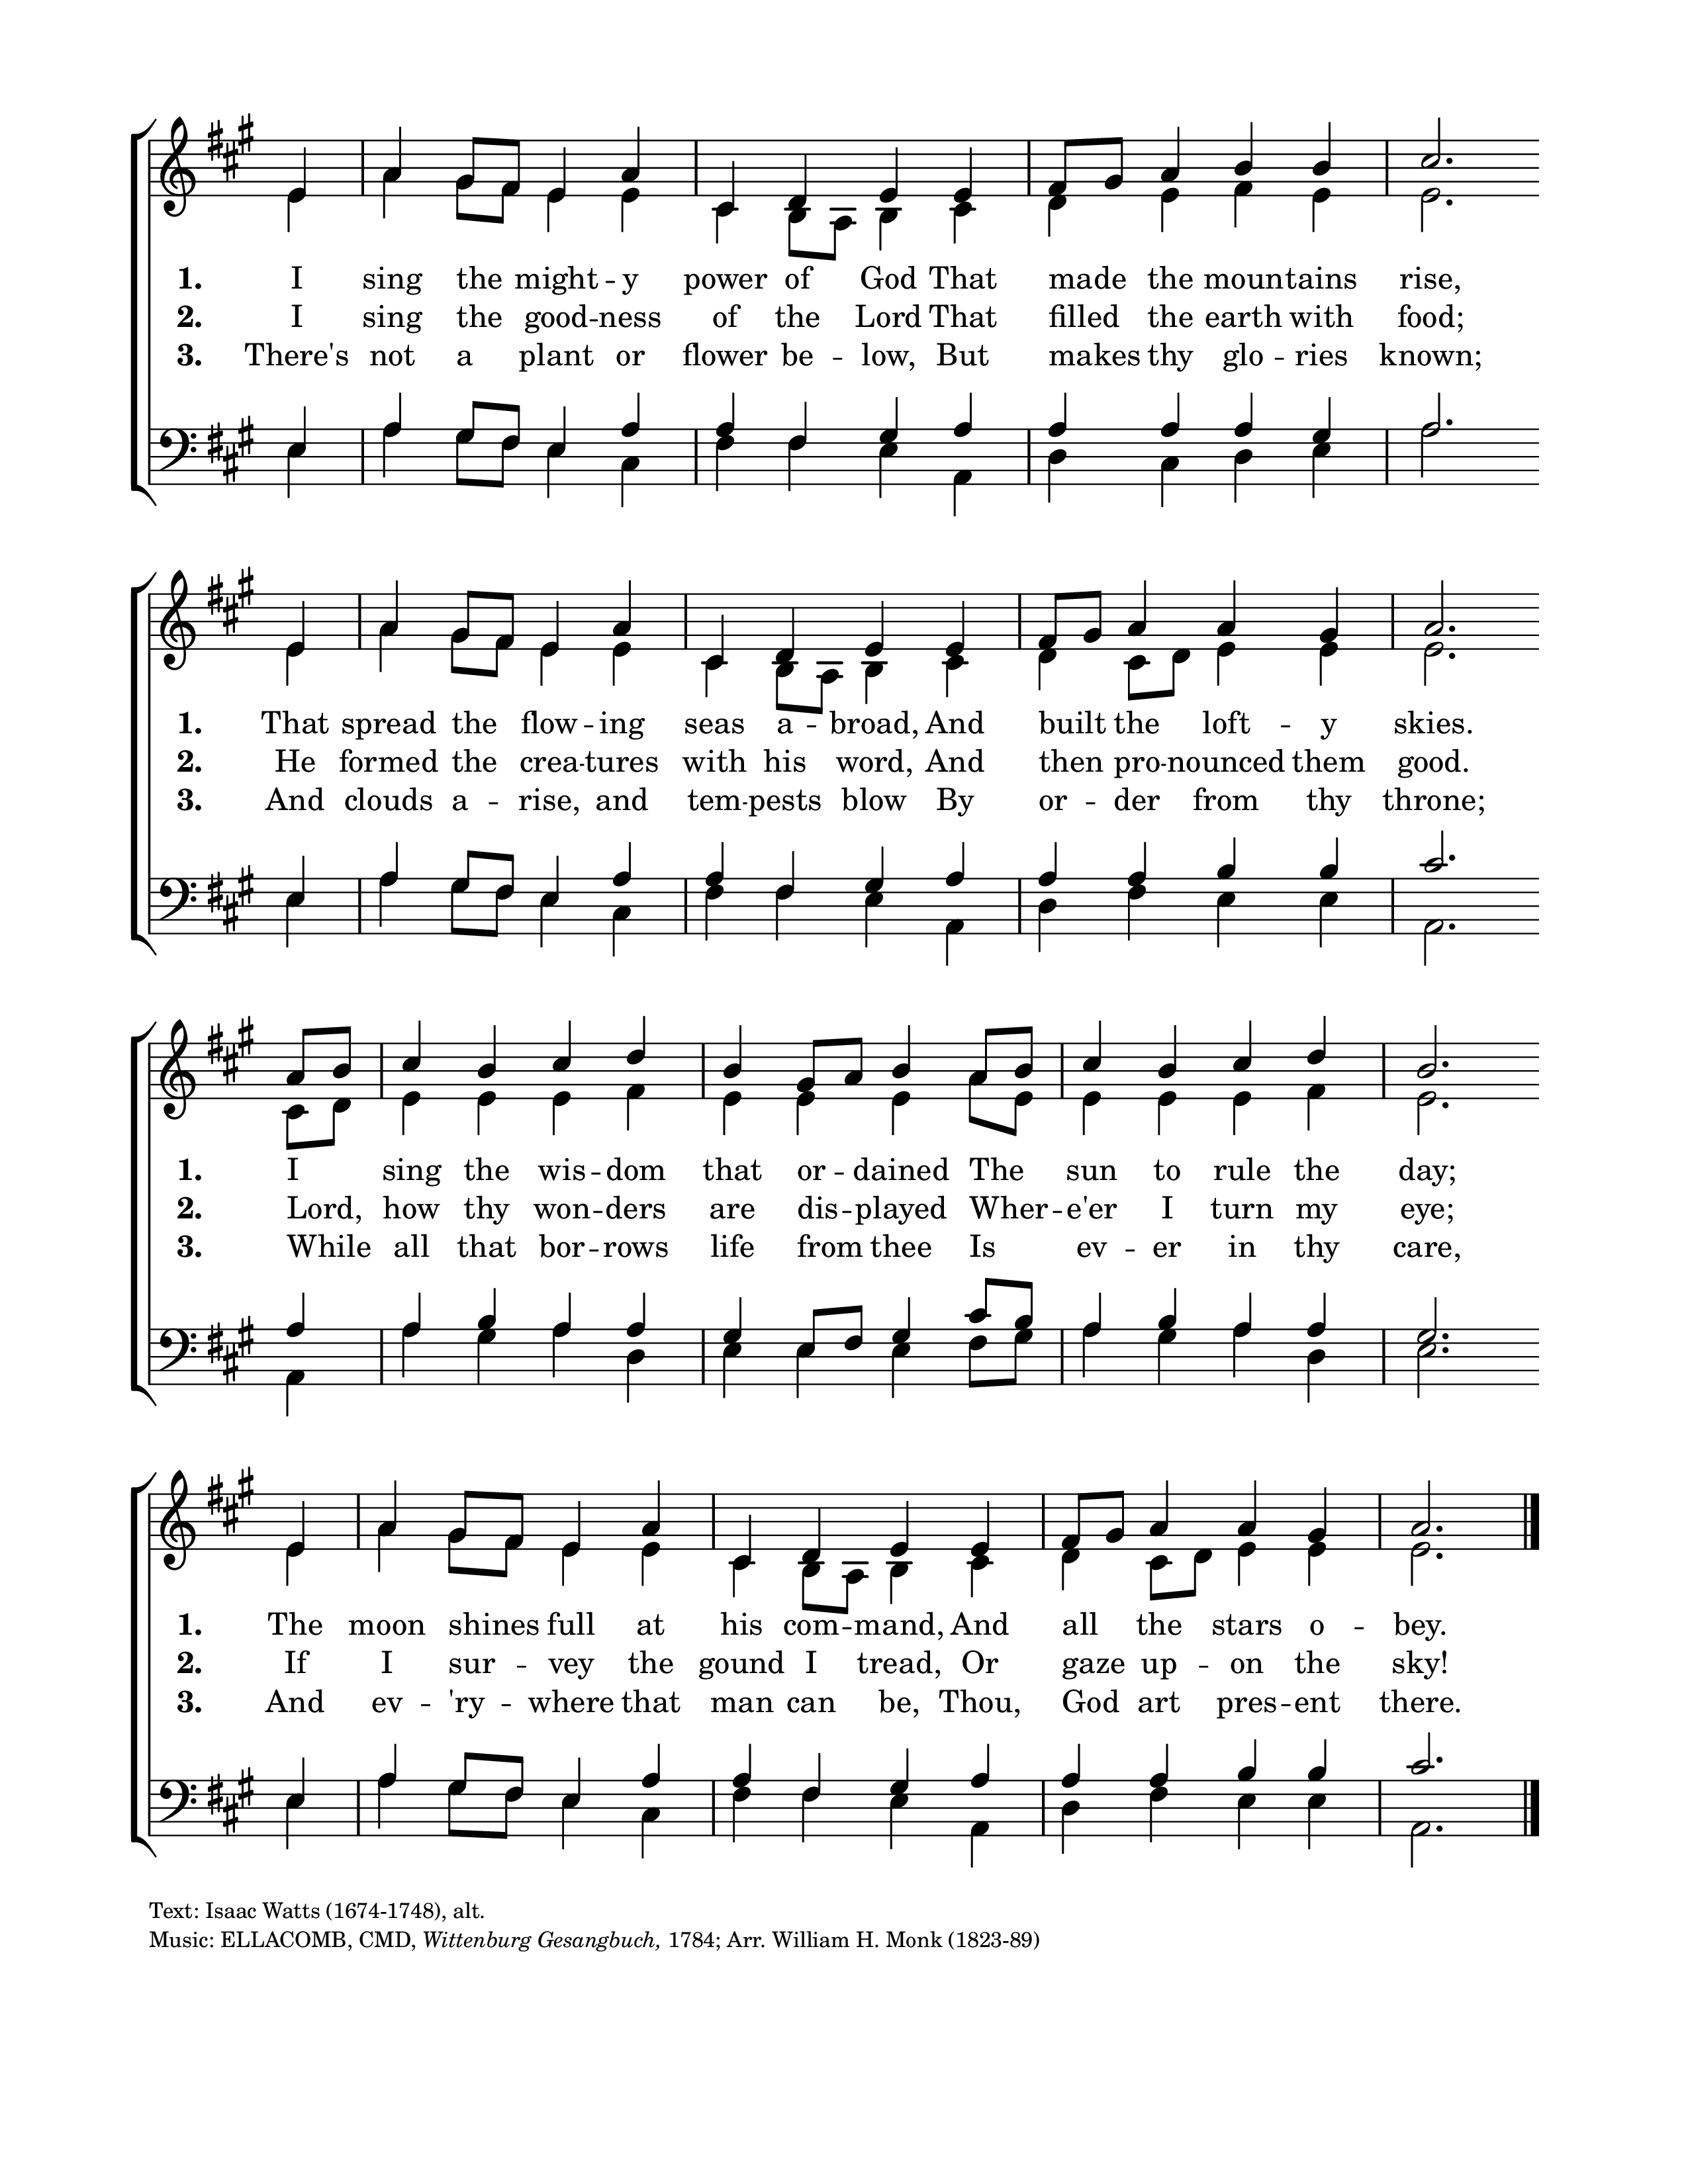 1. I sing the might -- y power of God That made the moun -- tains rise,
2. I sing the good -- ness of the Lord That filled the earth with food;
3. There's not a plant or flower be -- low, But makes thy glo -- ries known;
1. That spread the flow -- ing seas a -- broad, And built the loft -- y skies.
2. He formed the crea -- tures with his word, And then pro -- nounced them good.
3. And clouds a -- rise, and tem -- pests blow By or -- der from thy throne;
1. I sing the wis -- dom that or -- dained The sun to rule the day;
2. Lord, how thy won -- ders are dis -- played Wher -- e'er I turn my eye;
3. While all that bor -- rows life from thee Is ev -- er in thy care,
1. The moon shines full at his com -- mand, And all the stars o -- bey.
2. If I sur -- vey the gound I tread, Or gaze up -- on the sky!
3. And ev -- 'ry -- where that man can be, Thou, God art pres -- ent there.
Text: Isaac Watts (1674-1748), alt.
Music: ELLACOMB, CMD, Wittenburg Gesangbuch, 1784; Arr. William H. Monk (1823-89)